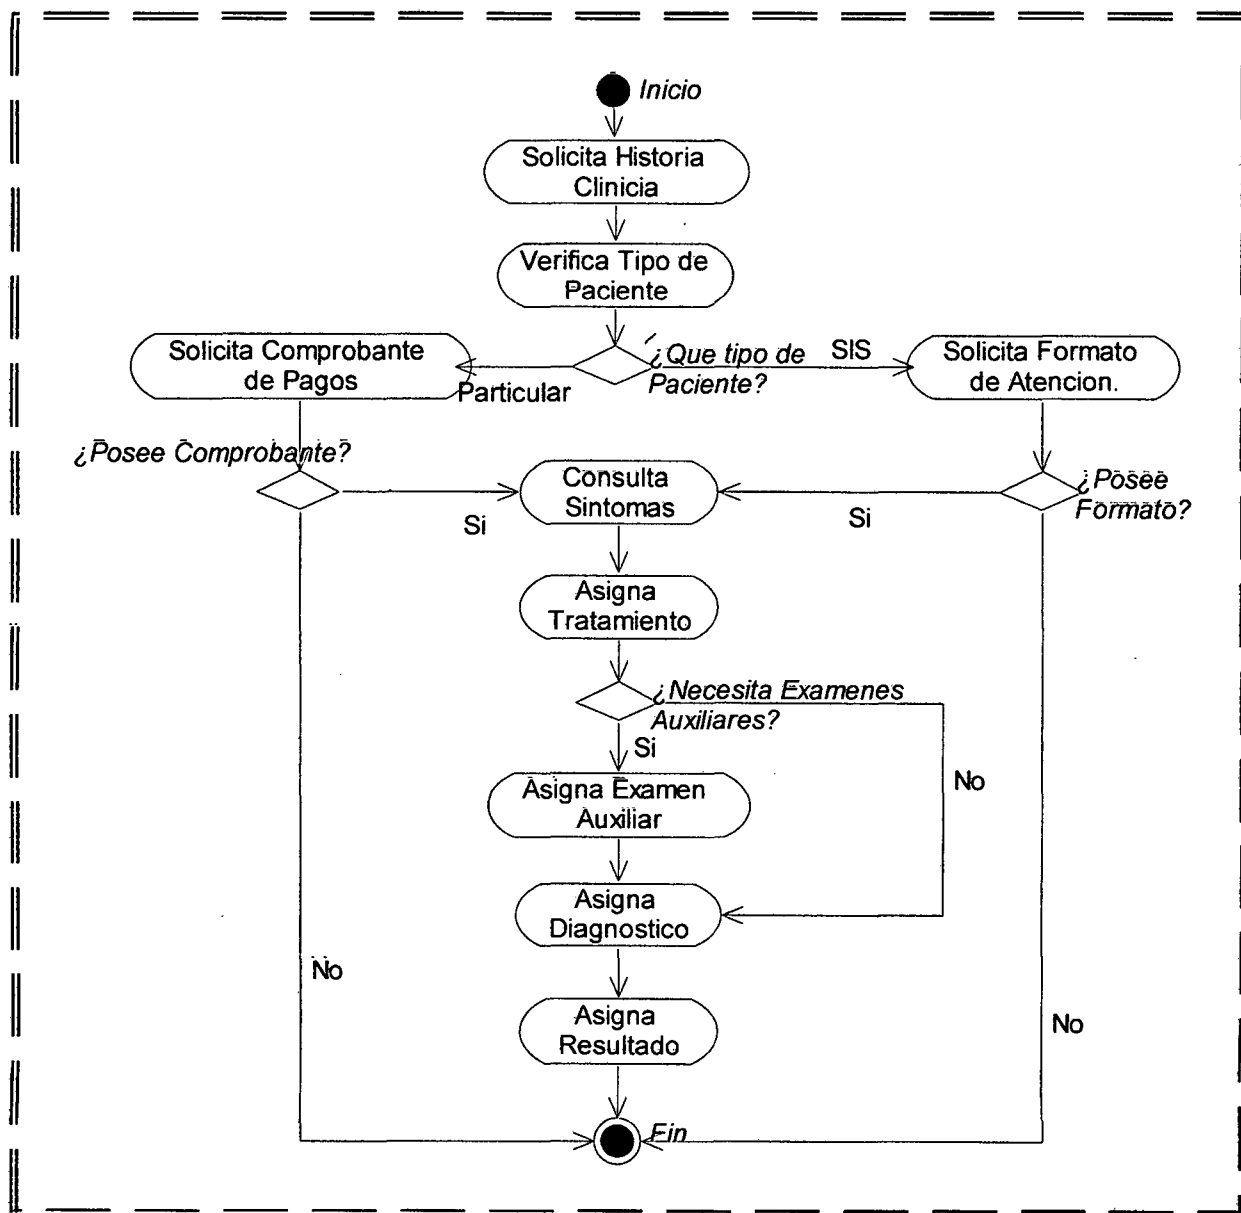 Inicio
Solicita Historia
Clinicia
Verifica Tipo de
Paciente
Solicita Comprobante
de Pagos
Particular
¿Que tipo de
Paciente?
SIS
Solicita Formato
de Atencion.
¿Posee Comprobante?
Si
Consulta
Sintomas
Si
¿Posee
Formato?
Asigna
Tratamiento
¿Necesita Examenes
Auxiliares?
Si
No
Asigna Examen
Auxiliar
Asigna
Diagnostico
No
Asigna
Resultado
No
Fin